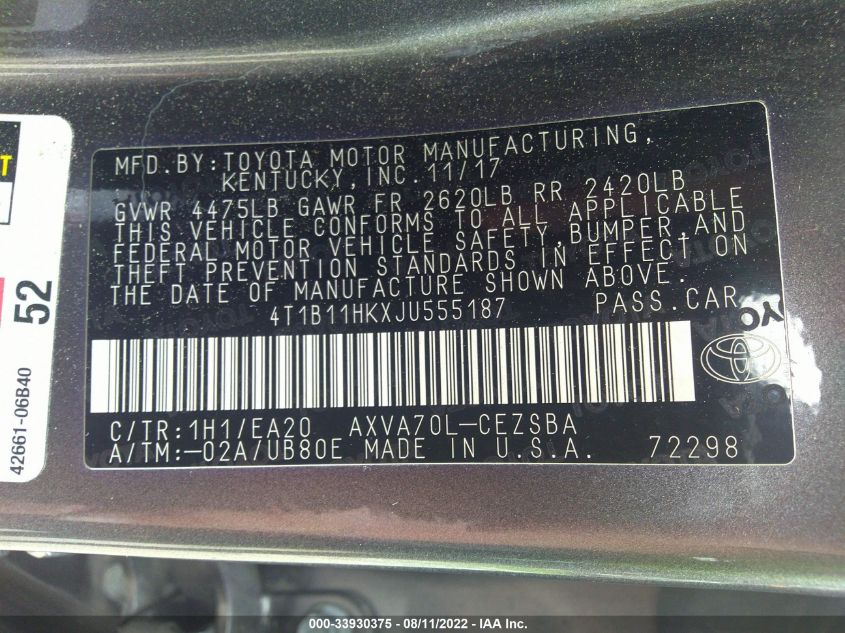 MFD.BY:TOYOTA MOTOR MANUFACTURING,
KENTUCKY,INC.11/17
GVWR 4475LB GAWR FR 2620LB RR 2420LB
THIS VEHICLE CONFORMS TO ALL APPLICABLE
FEDERAL MOTOR VEHICLE SAFETY,BUMPER,AND
THEFT PREVENTION STANDARDS IN EFFECT ON
THE DATE OF MANUFACTURE SHOWN ABOVE.
4T1B11HKXJU555187 PASS.CAR
C/TR:1H1/EA20 AXVA70L-CEZSBA
A/TM:-02A/UB80E MADE IN U.S.A. 72298
52
42661-06B40
000-33930375 - 08/11/2022 - IAA